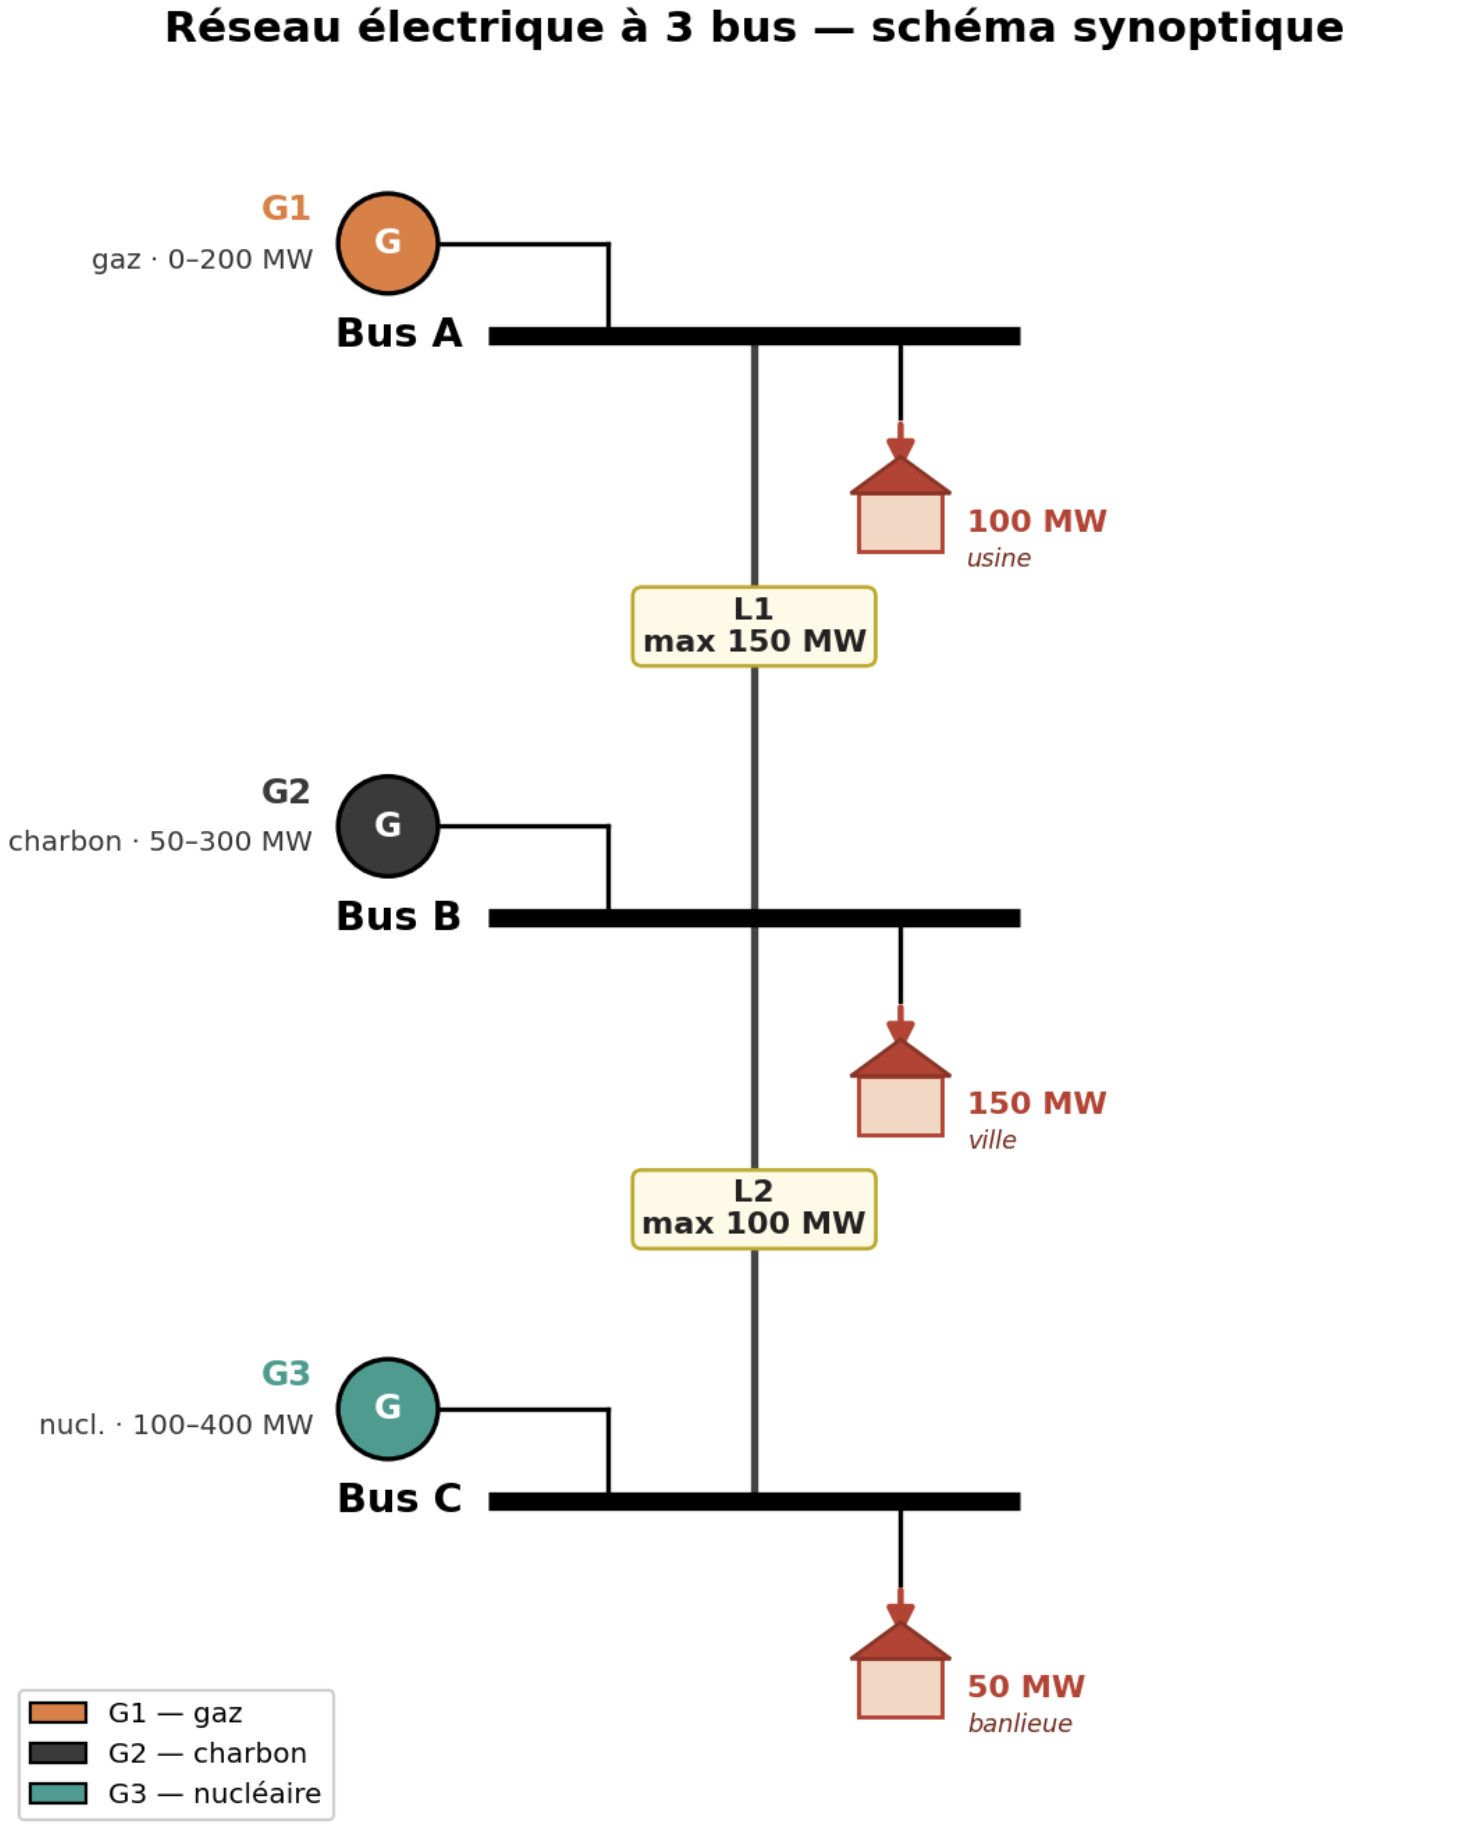 Réseau électrique à 3 bus — schéma synoptique
G1
gaz · 0–200 MW
G
Bus A
100 MW
usine
L1
max 150 MW
G2
charbon · 50–300 MW
G
Bus B
150 MW
ville
L2
max 100 MW
G3
nucl. · 100–400 MW
G
Bus C
50 MW
banlieue
G1 — gaz
G2 — charbon
G3 — nucléaire